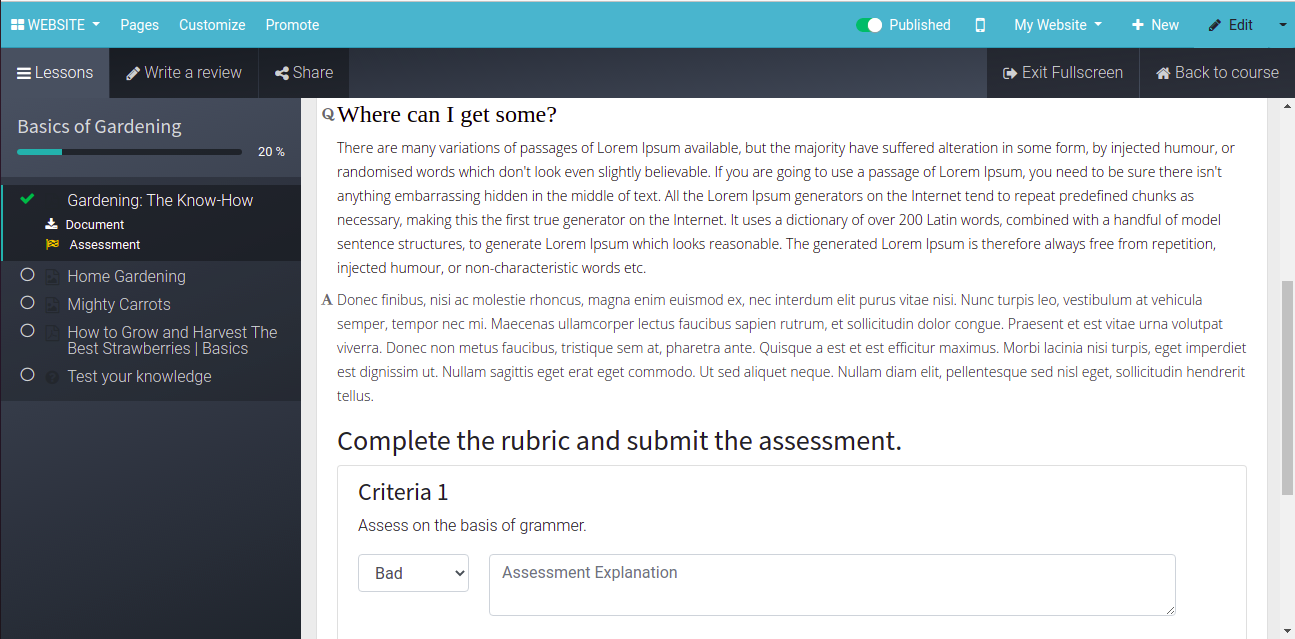 WEBSITE Pages Customize Promote Published My Website New Edit
Lessons Write a review Share Exit Fullscreen Back to course
Basics of Gardening
20 %
Gardening: The Know-How
Document
Assessment
Home Gardening
Mighty Carrots
How to Grow and Harvest The
Best Strawberries | Basics
Test your knowledge
Q Where can I get some?
There are many variations of passages of Lorem Ipsum available, but the majority have suffered alteration in some form, by injected humour, or
randomised words which don't look even slightly believable. If you are going to use a passage of Lorem Ipsum, you need to be sure there isn't
anything embarrassing hidden in the middle of text. All the Lorem Ipsum generators on the Internet tend to repeat predefined chunks as
necessary, making this the first true generator on the Internet. It uses a dictionary of over 200 Latin words, combined with a handful of model
sentence structures, to generate Lorem Ipsum which looks reasonable. The generated Lorem Ipsum is therefore always free from repetition,
injected humour, or non-characteristic words etc.
A Donec finibus, nisi ac molestie rhoncus, magna enim euismod ex, nec interdum elit purus vitae nisi. Nunc turpis leo, vestibulum at vehicula
semper, tempor nec mi. Maecenas ullamcorper lectus faucibus sapien rutrum, et sollicitudin dolor congue. Praesent et est vitae urna volutpat
viverra. Donec non metus faucibus, tristique sem at, pharetra ante. Quisque a est et est efficitur maximus. Morbi lacinia nisi turpis, eget imperdiet
est dignissim ut. Nullam sagittis eget erat eget commodo. Ut sed aliquet neque. Nullam diam elit, pellentesque sed nisl eget, sollicitudin hendrerit
tellus.
Complete the rubric and submit the assessment.
Criteria 1
Assess on the basis of grammer.
Bad Assessment Explanation